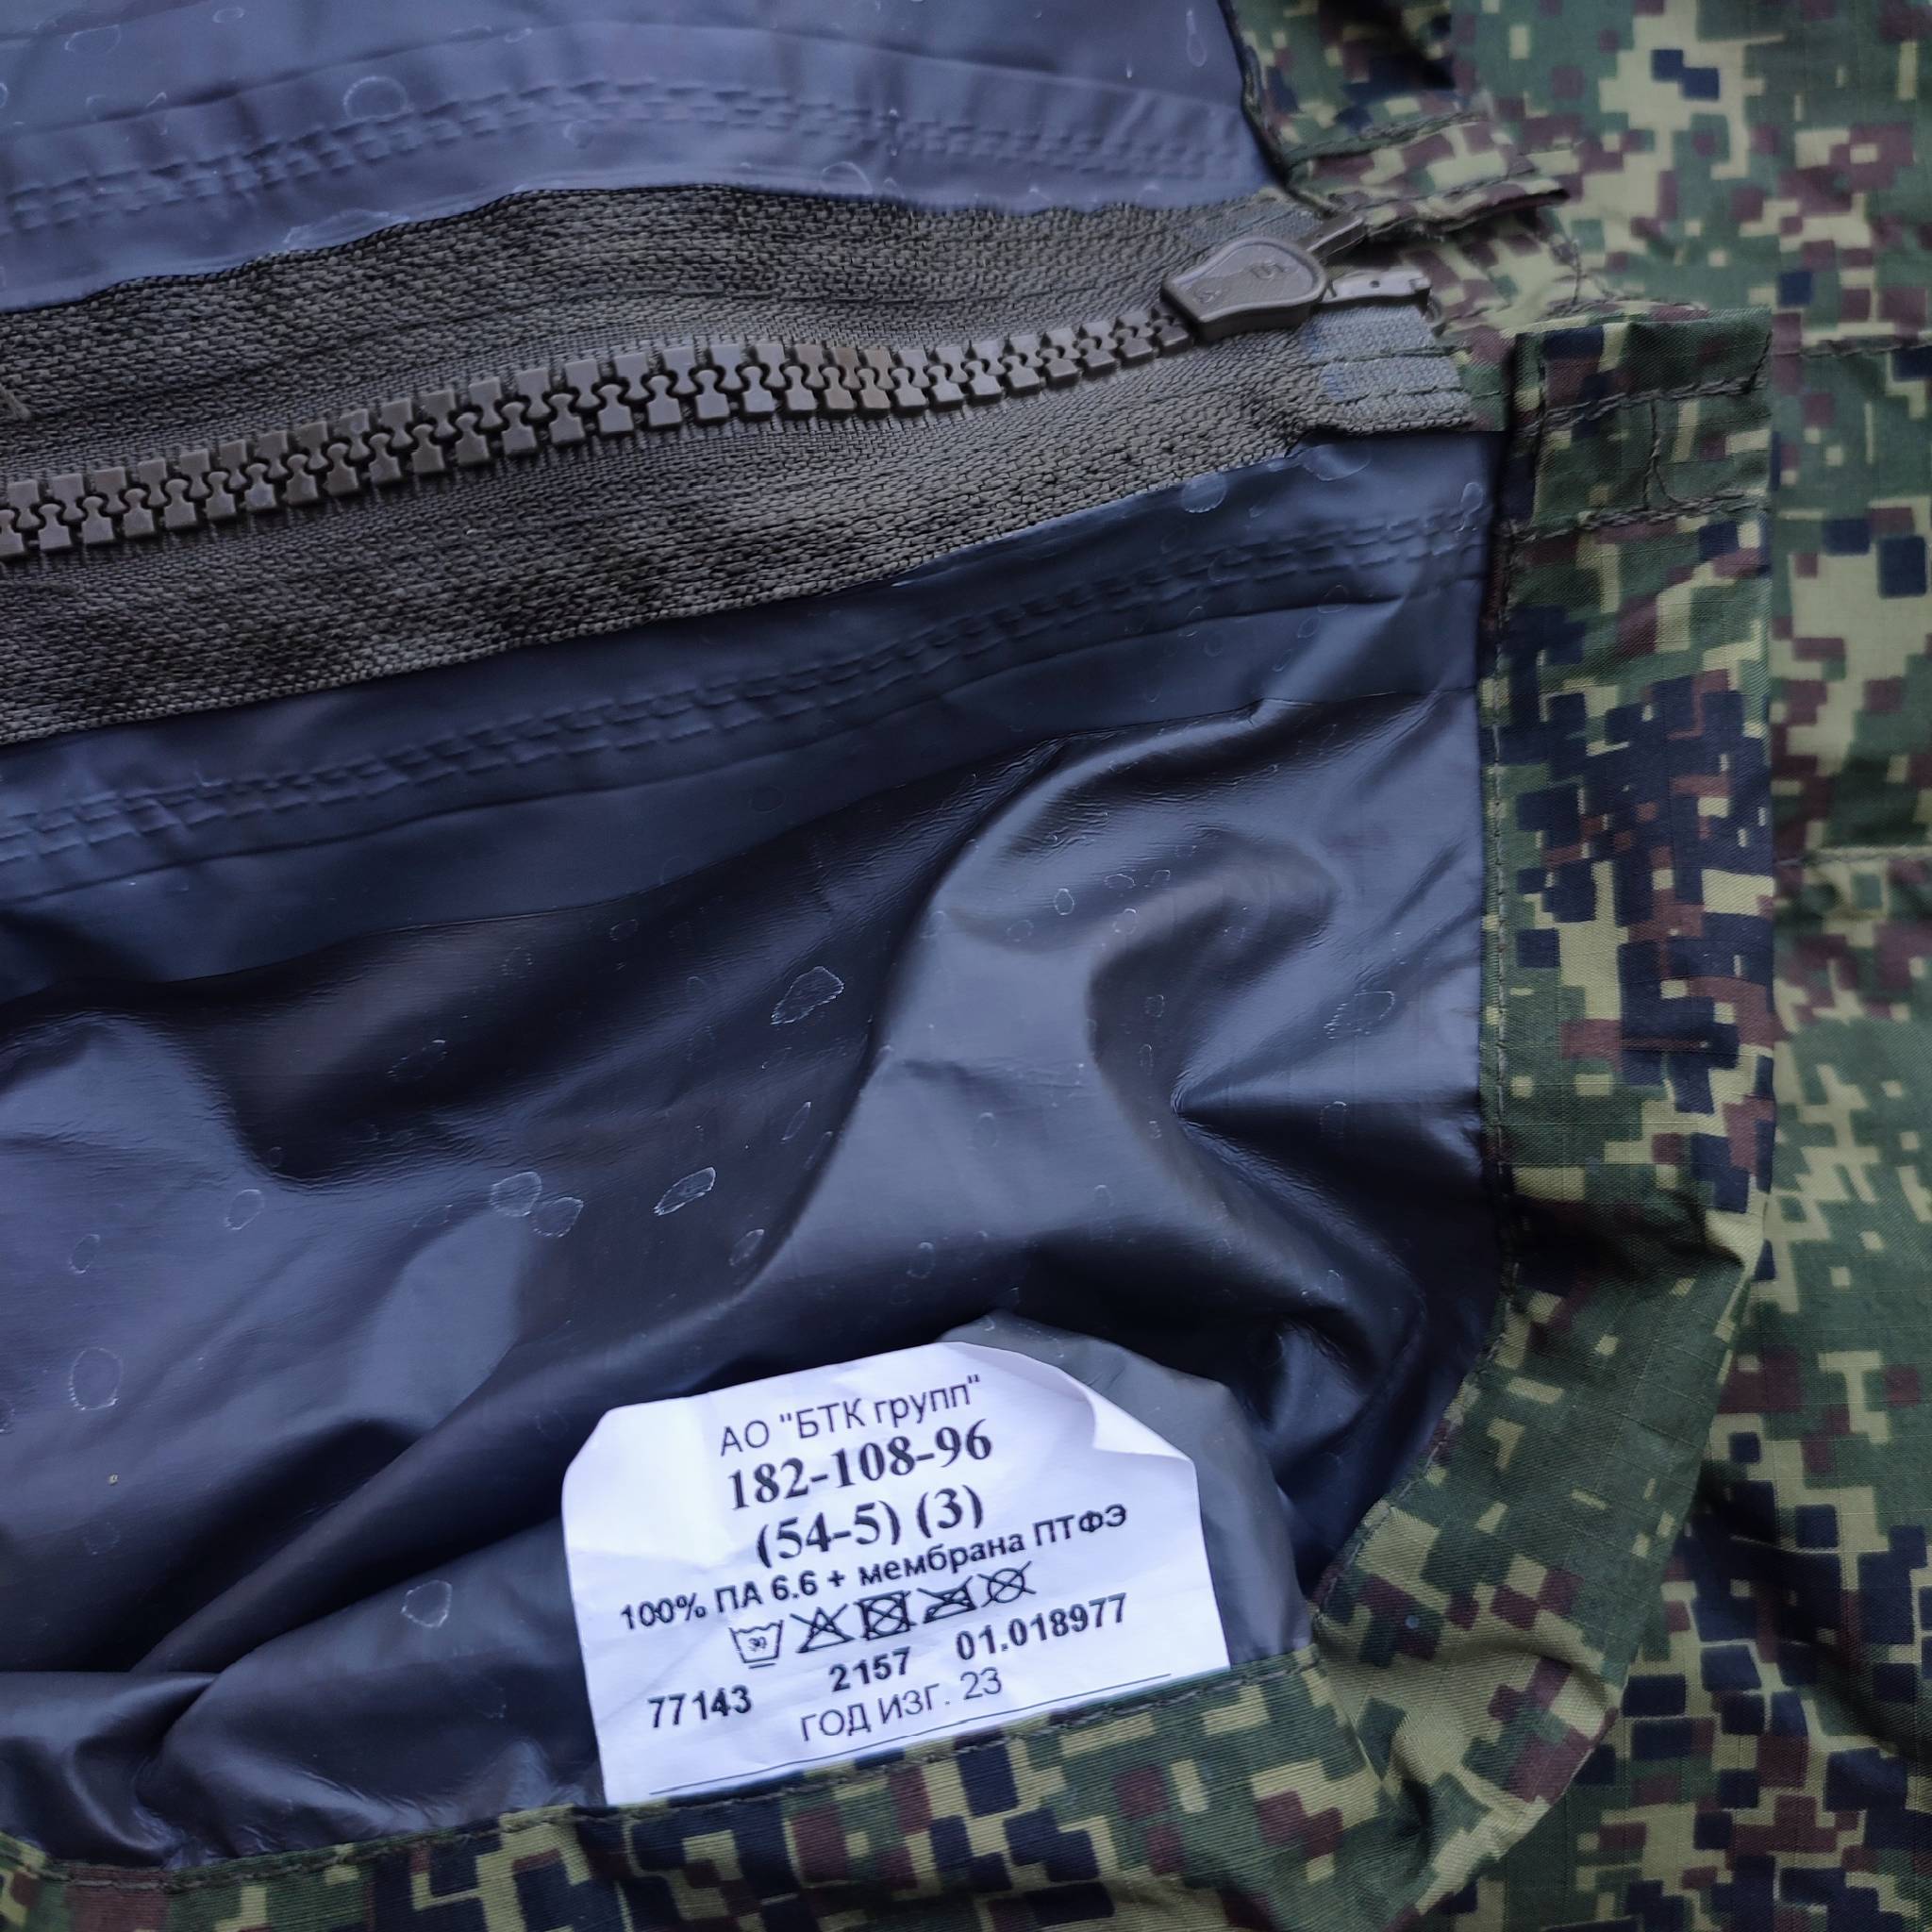 АО "БТК групп"
182-108-96
(54-5) (3)
100% ПА 6.6 + мембрана ПТФЭ
30
77143 2157 01.018977
ГОД ИЗГ. 23